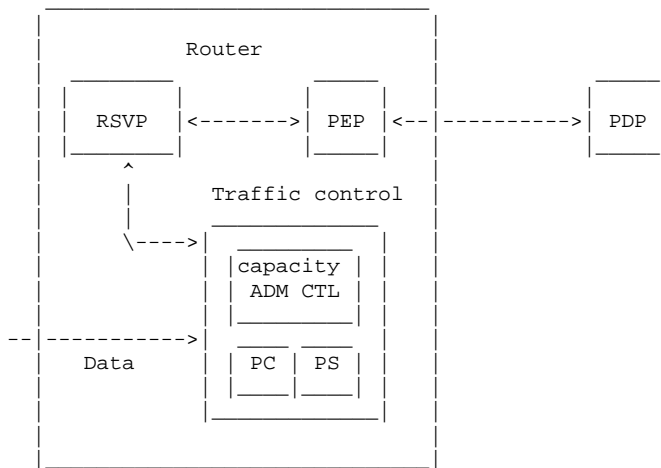 Router
RSVP PEP PDP
Traffic control
capacity
ADM CTL
Data PC PS